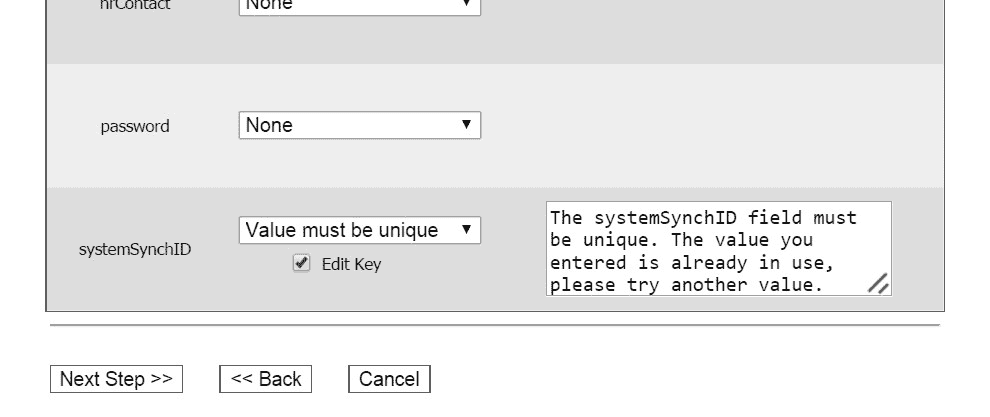 nrContact None
password None
systemSynchID Value must be unique
Edit Key
The systemSynchID field must
be unique. The value you
entered is already in use,
please try another value.
Next Step >> << Back Cancel